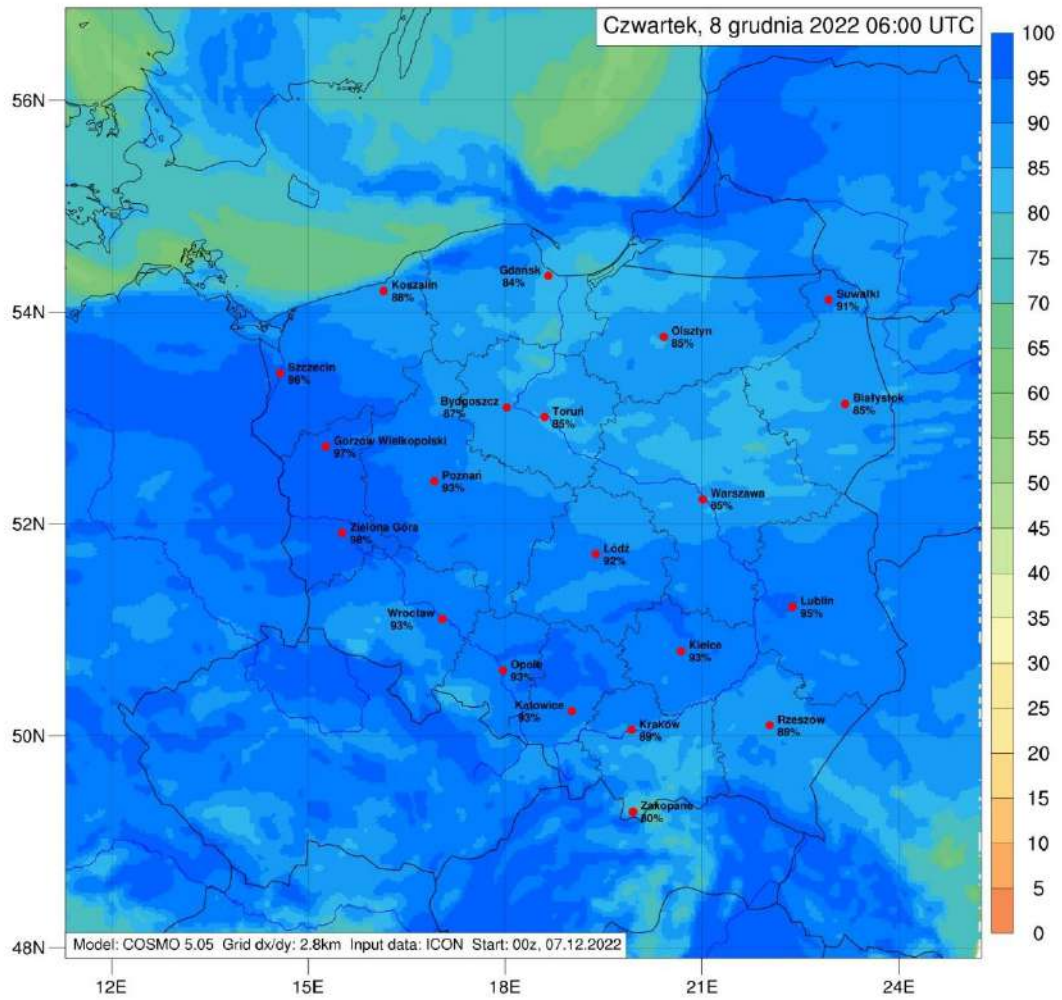 Czwartek, 8 grudnia 2022 06:00 UTC
100
95
90
85
80
75
70
65
60
55
50
45
40
35
30
25
20
15
10
5
0
56N
54N
52N
50N
48N
Gdańsk
84%
Koszalin
88%
Suwałki
91%
Olsztyn
85%
Szczecin
96%
Białystok
85%
Bydgoszcz
87%
Toruń
85%
Gorzów Wielkopolski
97%
Poznań
93%
Warszawa
85%
Zielona Góra
98%
Łódź
92%
Lublin
95%
Wrocław
93%
Kielce
93%
Opole
93%
Katowice
93%
Kraków
89%
Rzeszów
89%
Zakopane
80%
Model: COSMO 5.05 Grid dx/dy: 2.8km Input data: ICON Start: 00z, 07.12.2022
12E
15E
18E
21E
24E